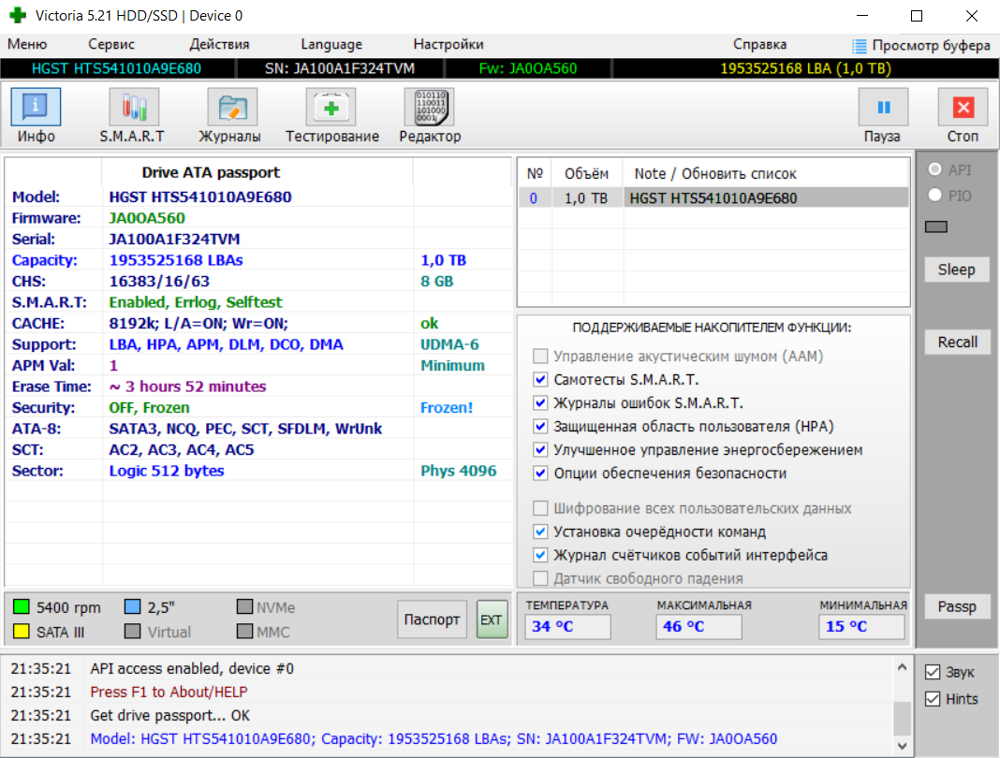 Victoria 5.21 HDD/SSD | Device 0
Меню Сервис Действия Language Настройки Справка Просмотр буфера
HGST HTS541010A9E680 SN: JA100A1F324TVM Fw: JA0OA560 1953525168 LBA (1,0 TB)
010110
110011
101000
0001
Инфо S.M.A.R.T Журналы Тестирование Редактор Пауза Стоп
Drive ATA passport
Model: HGST HTS541010A9E680
Firmware: JA0OA560
Serial: JA100A1F324TVM
Capacity: 1953525168 LBAs 1,0 TB
CHS: 16383/16/63 8 GB
S.M.A.R.T: Enabled, Errlog, Selftest
CACHE: 8192k; L/A=ON; Wr=ON; ok
Support: LBA, HPA, APM, DLM, DCO, DMA UDMA-6
APM Val: 1 Minimum
Erase Time: ~ 3 hours 52 minutes
Security: OFF, Frozen Frozen!
ATA-8: SATA3, NCQ, PEC, SCT, SFDLM, WrUnk
SCT: AC2, AC3, AC4, AC5
Sector: Logic 512 bytes Phys 4096
№ Объём Note / Обновить список
0 1,0 TB HGST HTS541010A9E680
ПОДДЕРЖИВАЕМЫЕ НАКОПИТЕЛЕМ ФУНКЦИИ:
Управление акустическим шумом (AAM)
Самотесты S.M.A.R.T.
Журналы ошибок S.M.A.R.T.
Защищенная область пользователя (HPA)
Улучшенное управление энергосбережением
Опции обеспечения безопасности
Шифрование всех пользовательских данных
Установка очерёдности команд
Журнал счётчиков событий интерфейса
Датчик свободного падения
API
PIO
Sleep
Recall
Passp
5400 rpm 2,5" NVMe
SATA III Virtual MMC
Паспорт EXT
ТЕМПЕРАТУРА МАКСИМАЛЬНАЯ МИНИМАЛЬНАЯ
34 °C 46 °C 15 °C
21:35:21 API access enabled, device #0
21:35:21 Press F1 to About/HELP
21:35:21 Get drive passport... OK
21:35:21 Model: HGST HTS541010A9E680; Capacity: 1953525168 LBAs; SN: JA100A1F324TVM; FW: JA0OA560
Звук
Hints